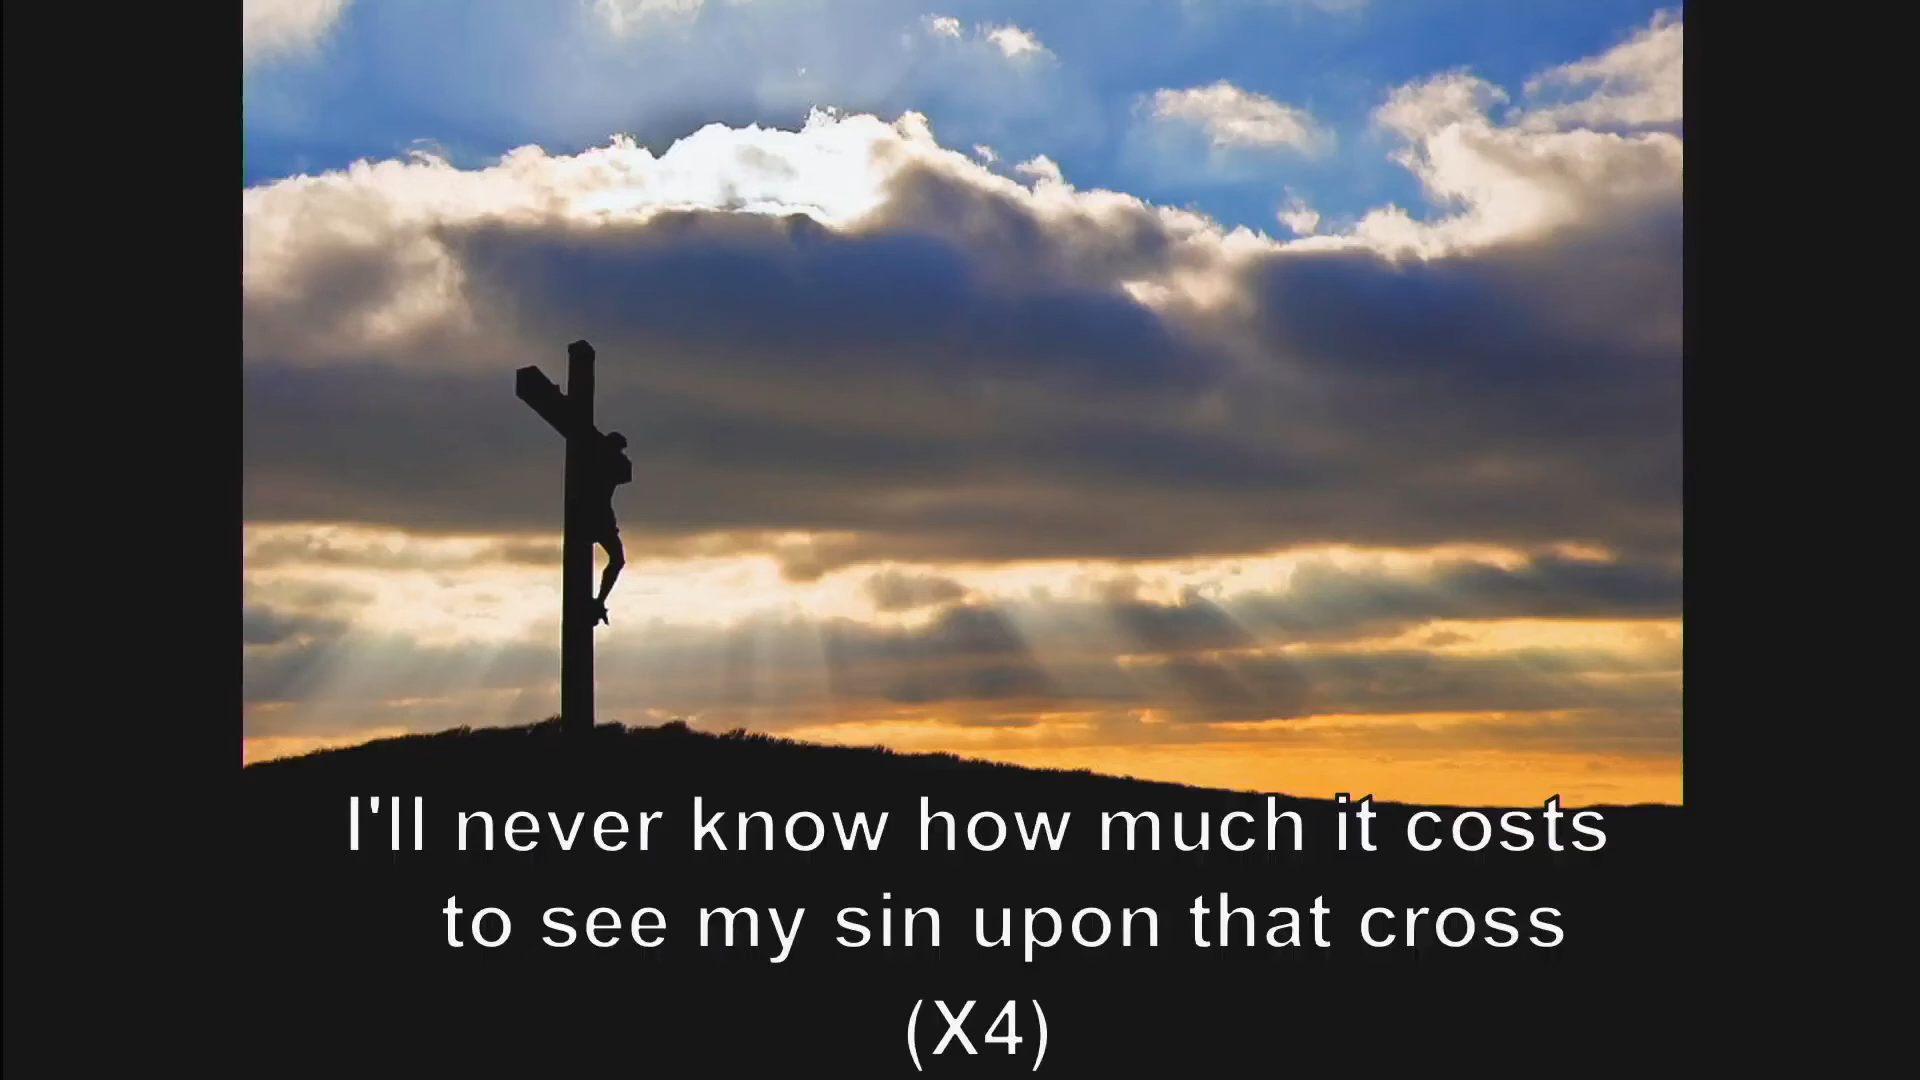 I'll never know how much it costs
to see my sin upon that cross
(X4)